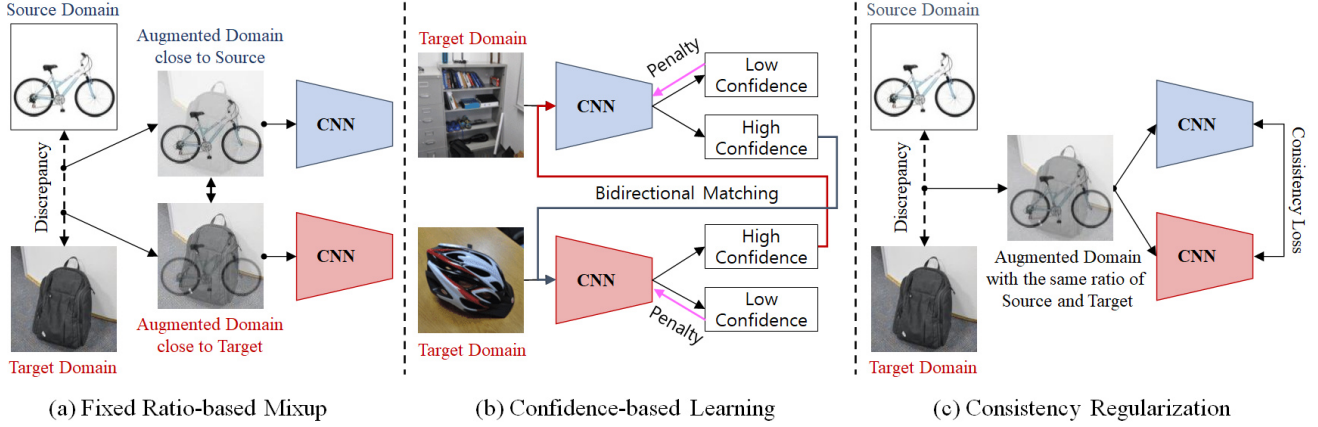 Source Domain
Augmented Domain
close to Source
CNN
Discrepancy
CNN
Augmented Domain
close to Target
Target Domain
(a) Fixed Ratio-based Mixup
Target Domain
CNN
Penalty
Low
Confidence
High
Confidence
Bidirectional Matching
CNN
High
Confidence
Low
Confidence
Penalty
Target Domain
(b) Confidence-based Learning
Source Domain
CNN
Discrepancy
Consistency Loss
CNN
Augmented Domain
with the same ratio of
Source and Target
Target Domain
(c) Consistency Regularization